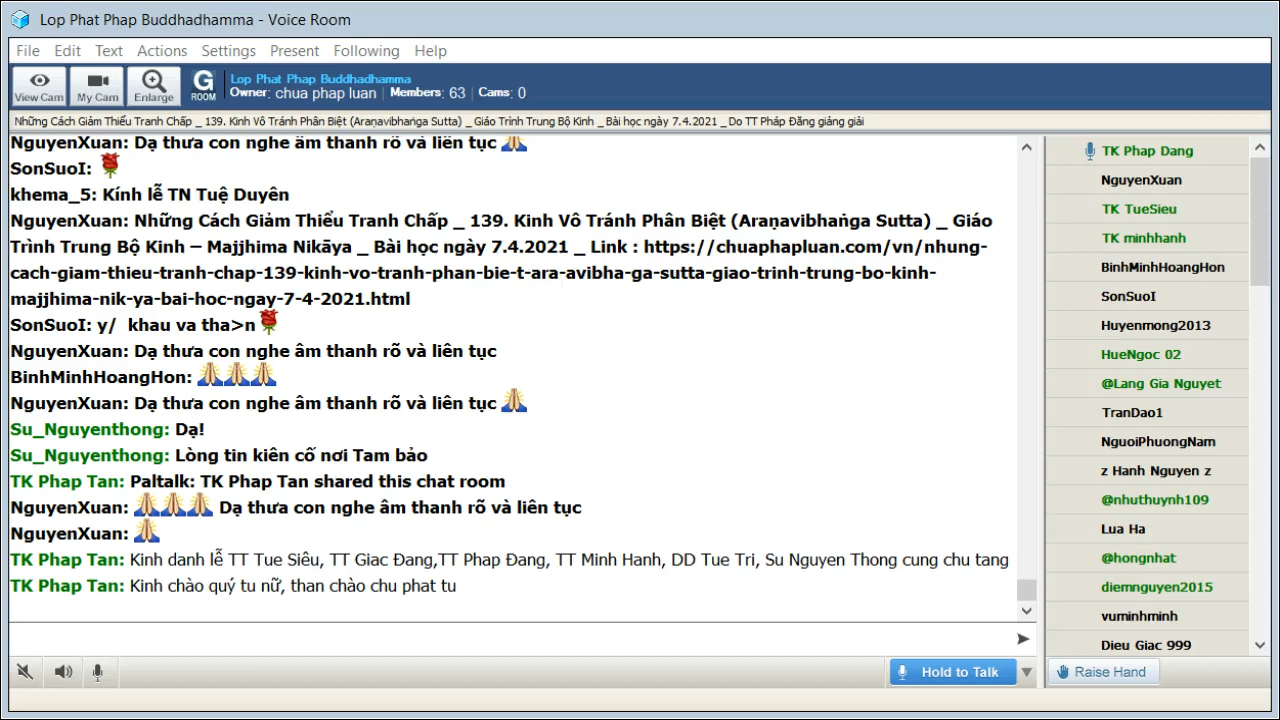 Lop Phat Phap Buddhadhamma - Voice Room
File Edit Text Actions Settings Present Following Help
View Cam My Cam Enlarge G ROOM
Lop Phat Phap Buddhadhamma
Owner: chua phap luan Members: 63 Cams: 0
Những Cách Giảm Thiểu Tranh Chấp _ 139. Kinh Vô Tránh Phân Biệt (Araṇavibhaṅga Sutta) _ Giáo Trình Trung Bộ Kinh _ Bài học ngày 7.4.2021 _ Do TT Pháp Đăng giảng giải
NguyenXuan: Dạ thưa con nghe âm thanh rõ và liên tục
SonSuoI:
khema_5: Kính lễ TN Tuệ Duyên
NguyenXuan: Những Cách Giảm Thiểu Tranh Chấp _ 139. Kinh Vô Tránh Phân Biệt (Araṇavibhaṅga Sutta) _ Giáo
Trình Trung Bộ Kinh – Majjhima Nikāya _ Bài học ngày 7.4.2021 _ Link : https://chuaphapluan.com/vn/nhung-
cach-giam-thieu-tranh-chap-139-kinh-vo-tranh-phan-bie-t-ara-avibha-ga-sutta-giao-trinh-trung-bo-kinh-
majjhima-nik-ya-bai-hoc-ngay-7-4-2021.html
SonSuoI: y/ khau va tha>n
NguyenXuan: Dạ thưa con nghe âm thanh rõ và liên tục
BinhMinhHoangHon:
NguyenXuan: Dạ thưa con nghe âm thanh rõ và liên tục
Su_Nguyenthong: Dạ!
Su_Nguyenthong: Lòng tin kiên cố nơi Tam bảo
TK Phap Tan: Paltalk: TK Phap Tan shared this chat room
NguyenXuan: Dạ thưa con nghe âm thanh rõ và liên tục
NguyenXuan:
TK Phap Tan: Kinh danh lễ TT Tue Siêu, TT Giac Đang,TT Phap Đang, TT Minh Hanh, DD Tue Tri, Su Nguyen Thong cung chu tang
TK Phap Tan: Kinh chào quý tu nữ, than chào chu phat tu
TK Phap Dang
NguyenXuan
TK TueSieu
TK minhhanh
BinhMinhHoangHon
SonSuoI
Huyenmong2013
HueNgoc 02
@Lang Gia Nguyet
TranDao1
NguoiPhuongNam
z Hanh Nguyen z
@nhuthuynh109
Lua Ha
@hongnhat
diemnguyen2015
vuminhminh
Dieu Giac 999
Hold to Talk
Raise Hand